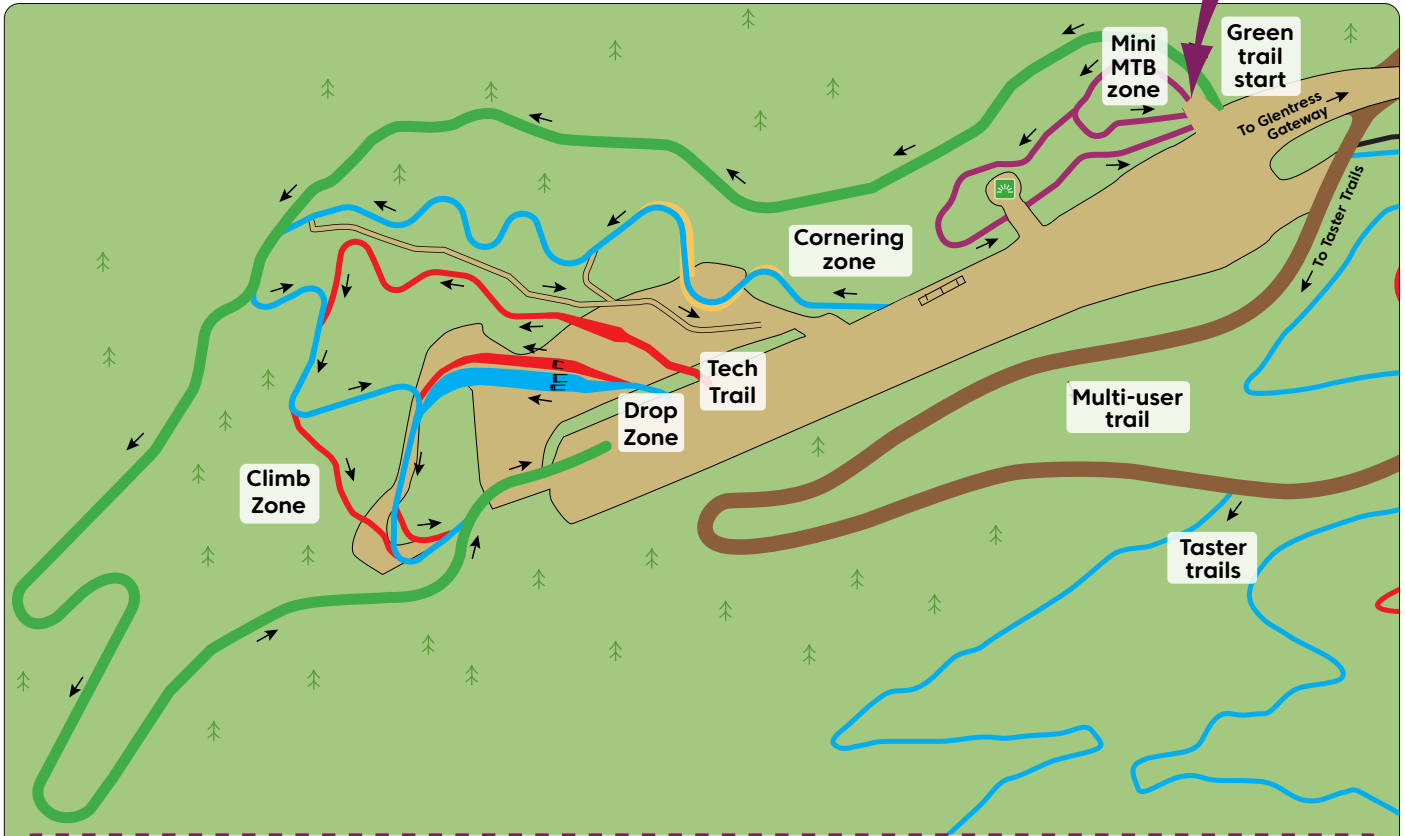 Mini
MTB
zone
Green
trail
start
To Glentress
Gateway
To Taster Trails
Cornering
zone
Tech
Trail
Drop
Zone
Multi-user
trail
Climb
Zone
Taster
trails